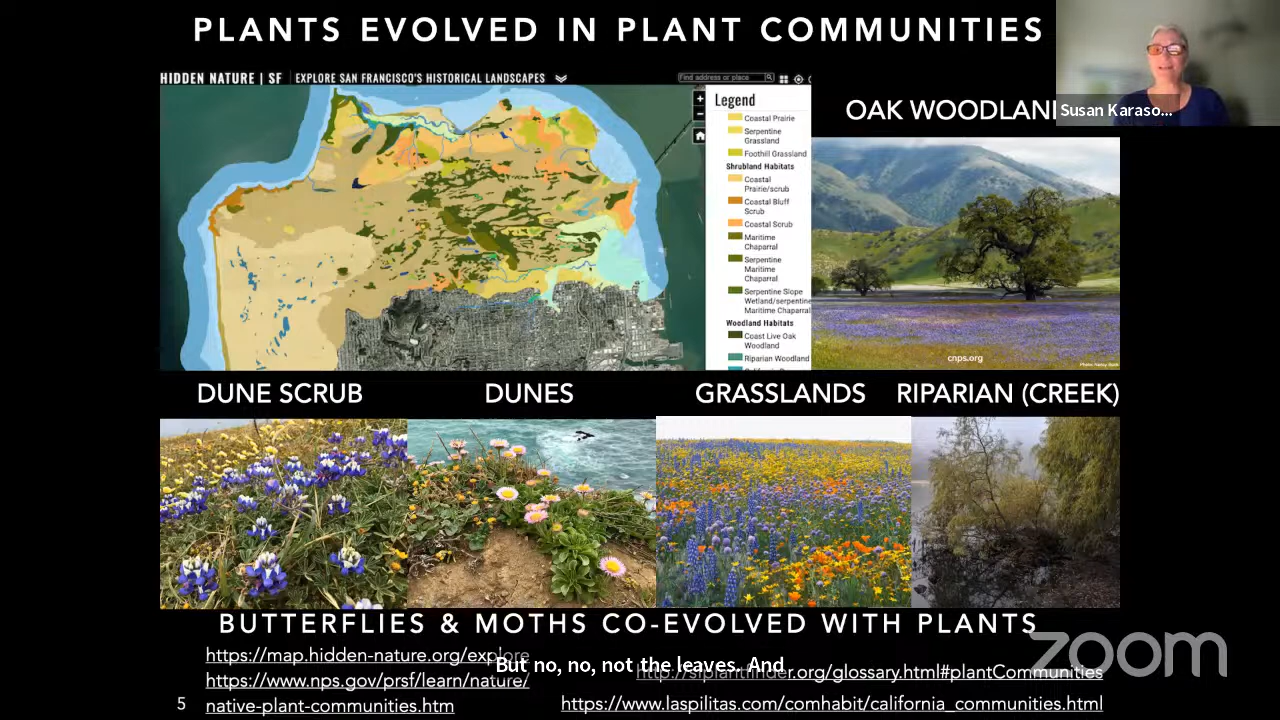 PLANTS EVOLVED IN PLANT COMMUNITIES
HIDDEN NATURE | SF
EXPLORE SAN FRANCISCO'S HISTORICAL LANDSCAPES
Find address or place
Legend
Coastal Prairie
Serpentine
Grassland
Foothill Grassland
Shrubland Habitats
Coastal
Prairie/scrub
Coastal Bluff
Scrub
Coastal Scrub
Maritime
Chaparral
Serpentine
Maritime
Chaparral
Serpentine Slope
Wetland/serpentine
Maritime Chaparral
Woodland Habitats
Coast Live Oak
Woodland
Riparian Woodland
OAK WOODLAN
Susan Karaso...
cnps.org
DUNE SCRUB
DUNES
GRASSLANDS
RIPARIAN (CREEK)
BUTTERFLIES & MOTHS CO-EVOLVED WITH PLANTS
https://map.hidden-nature.org/explore
https://www.nps.gov/prsf/learn/nature/
native-plant-communities.htm
But no, no, not the leaves. And
http://sfplantfinder.org/glossary.html#plantCommunities
https://www.laspilitas.com/comhabit/california_communities.html
zoom
5